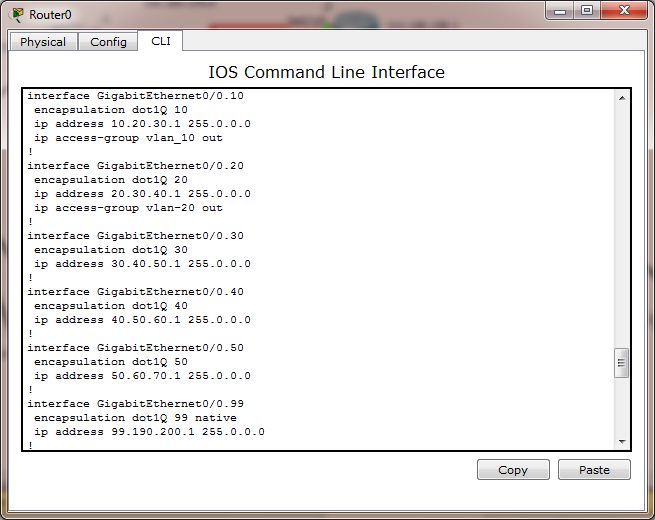 Router0
Physical Config CLI
IOS Command Line Interface
interface GigabitEthernet0/0.10
 encapsulation dot1Q 10
 ip address 10.20.30.1 255.0.0.0
 ip access-group vlan_10 out
!
interface GigabitEthernet0/0.20
 encapsulation dot1Q 20
 ip address 20.30.40.1 255.0.0.0
 ip access-group vlan-20 out
!
interface GigabitEthernet0/0.30
 encapsulation dot1Q 30
 ip address 30.40.50.1 255.0.0.0
!
interface GigabitEthernet0/0.40
 encapsulation dot1Q 40
 ip address 40.50.60.1 255.0.0.0
!
interface GigabitEthernet0/0.50
 encapsulation dot1Q 50
 ip address 50.60.70.1 255.0.0.0
!
interface GigabitEthernet0/0.99
 encapsulation dot1Q 99 native
 ip address 99.190.200.1 255.0.0.0
!
Copy Paste